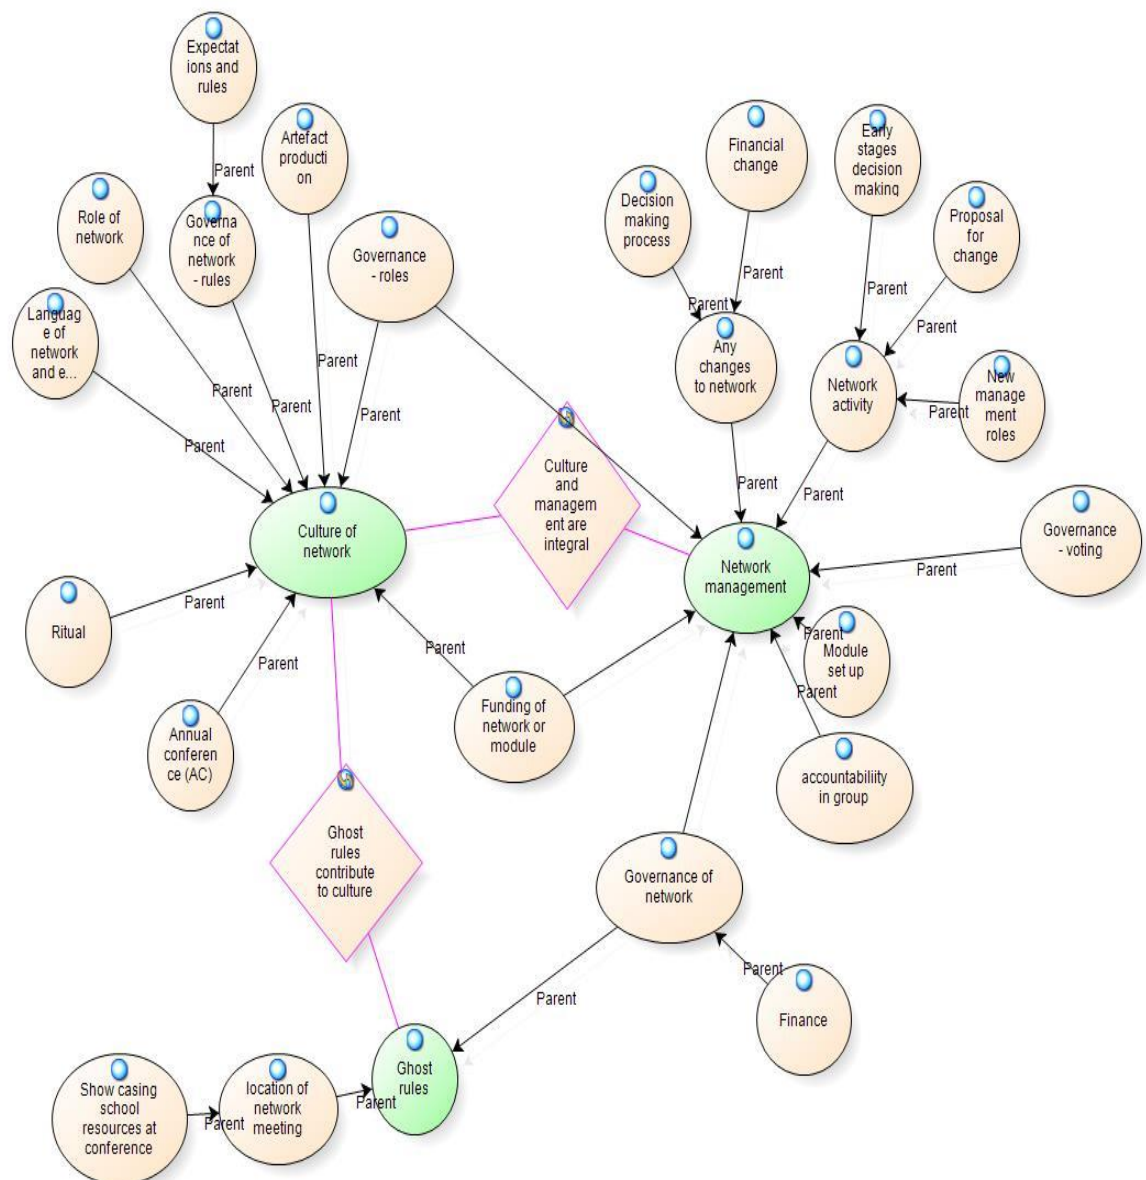 Expectat
ions and
rules
Parent
Artefact
producti
on
Role of
network
Governa
nce of
network
- rules
Governance
- roles
Languag
e of
network
and e...
Parent
Parent
Parent
Parent
Parent
Financial
change
Early
stages
decision
making
Decision
making
process
Proposal
for
change
Parent
Parent
Parent
Parent
Any
changes
to network
Network
activity
New
manage
ment
roles
Parent
Parent
Parent
Culture
and
managem
ent are
integral
Culture of
network
Network
management
Governance
- voting
Parent
Ritual
Parent
Annual
conferen
ce (AC)
Parent
Parent
Funding of
network or
module
Parent
Module
set up
Parent
accountabiliity
in group
Ghost
rules
contribute
to culture
Governance of
network
Parent
Finance
Parent
Ghost
rules
Show casing
school
resources at
conference
Parent
location of
network
meeting
Parent